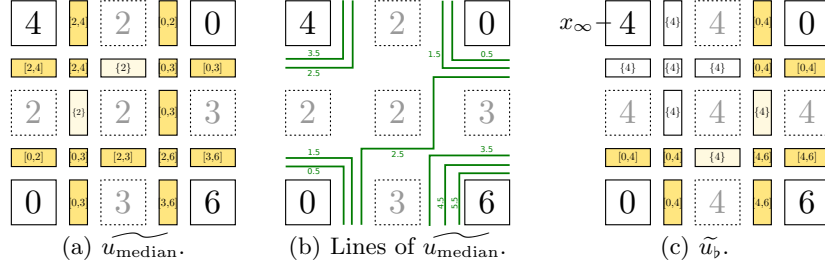 4 [2,4] 2 [0,2] 0
[2,4] [2,4] {2} [0,3] [0,3]
2 {2} 2 [0,3] 3
[0,2] [0,3] [2,3] [2,6] [3,6]
0 [0,3] 3 [3,6] 6
(a) u_median.
4 2 0
3.5 1.5 0.5
2.5
2 2 3
1.5 2.5 3.5
0.5
4.5 5.5
0 3 6
(b) Lines of u_median.
x∞ 4 {4} 4 [0,4] 0
{4} {4} {4} [0,4] [0,4]
4 {4} 4 {4} 4
[0,4] [0,4] {4} [4,6] [4,6]
0 [0,4] 4 [4,6] 6
(c) u♭.